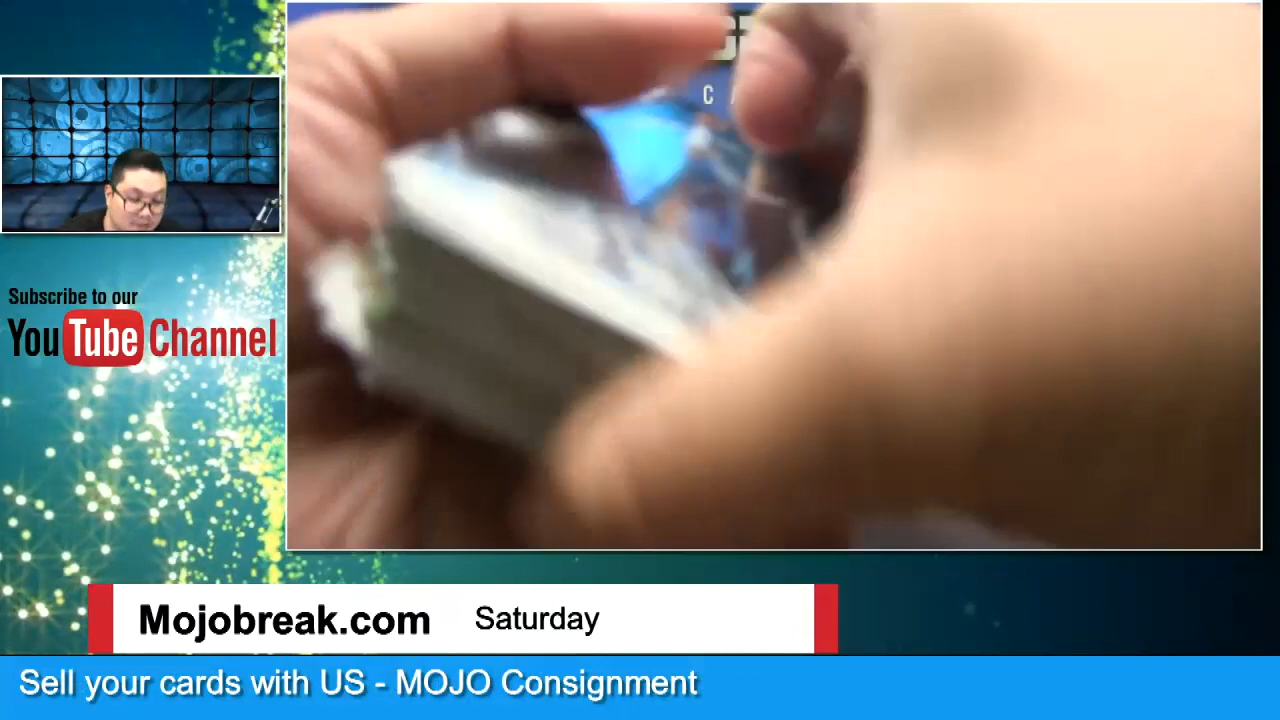 C
Subscribe to our
YouTube Channel
Mojobreak.com Saturday
Sell your cards with US - MOJO Consignment